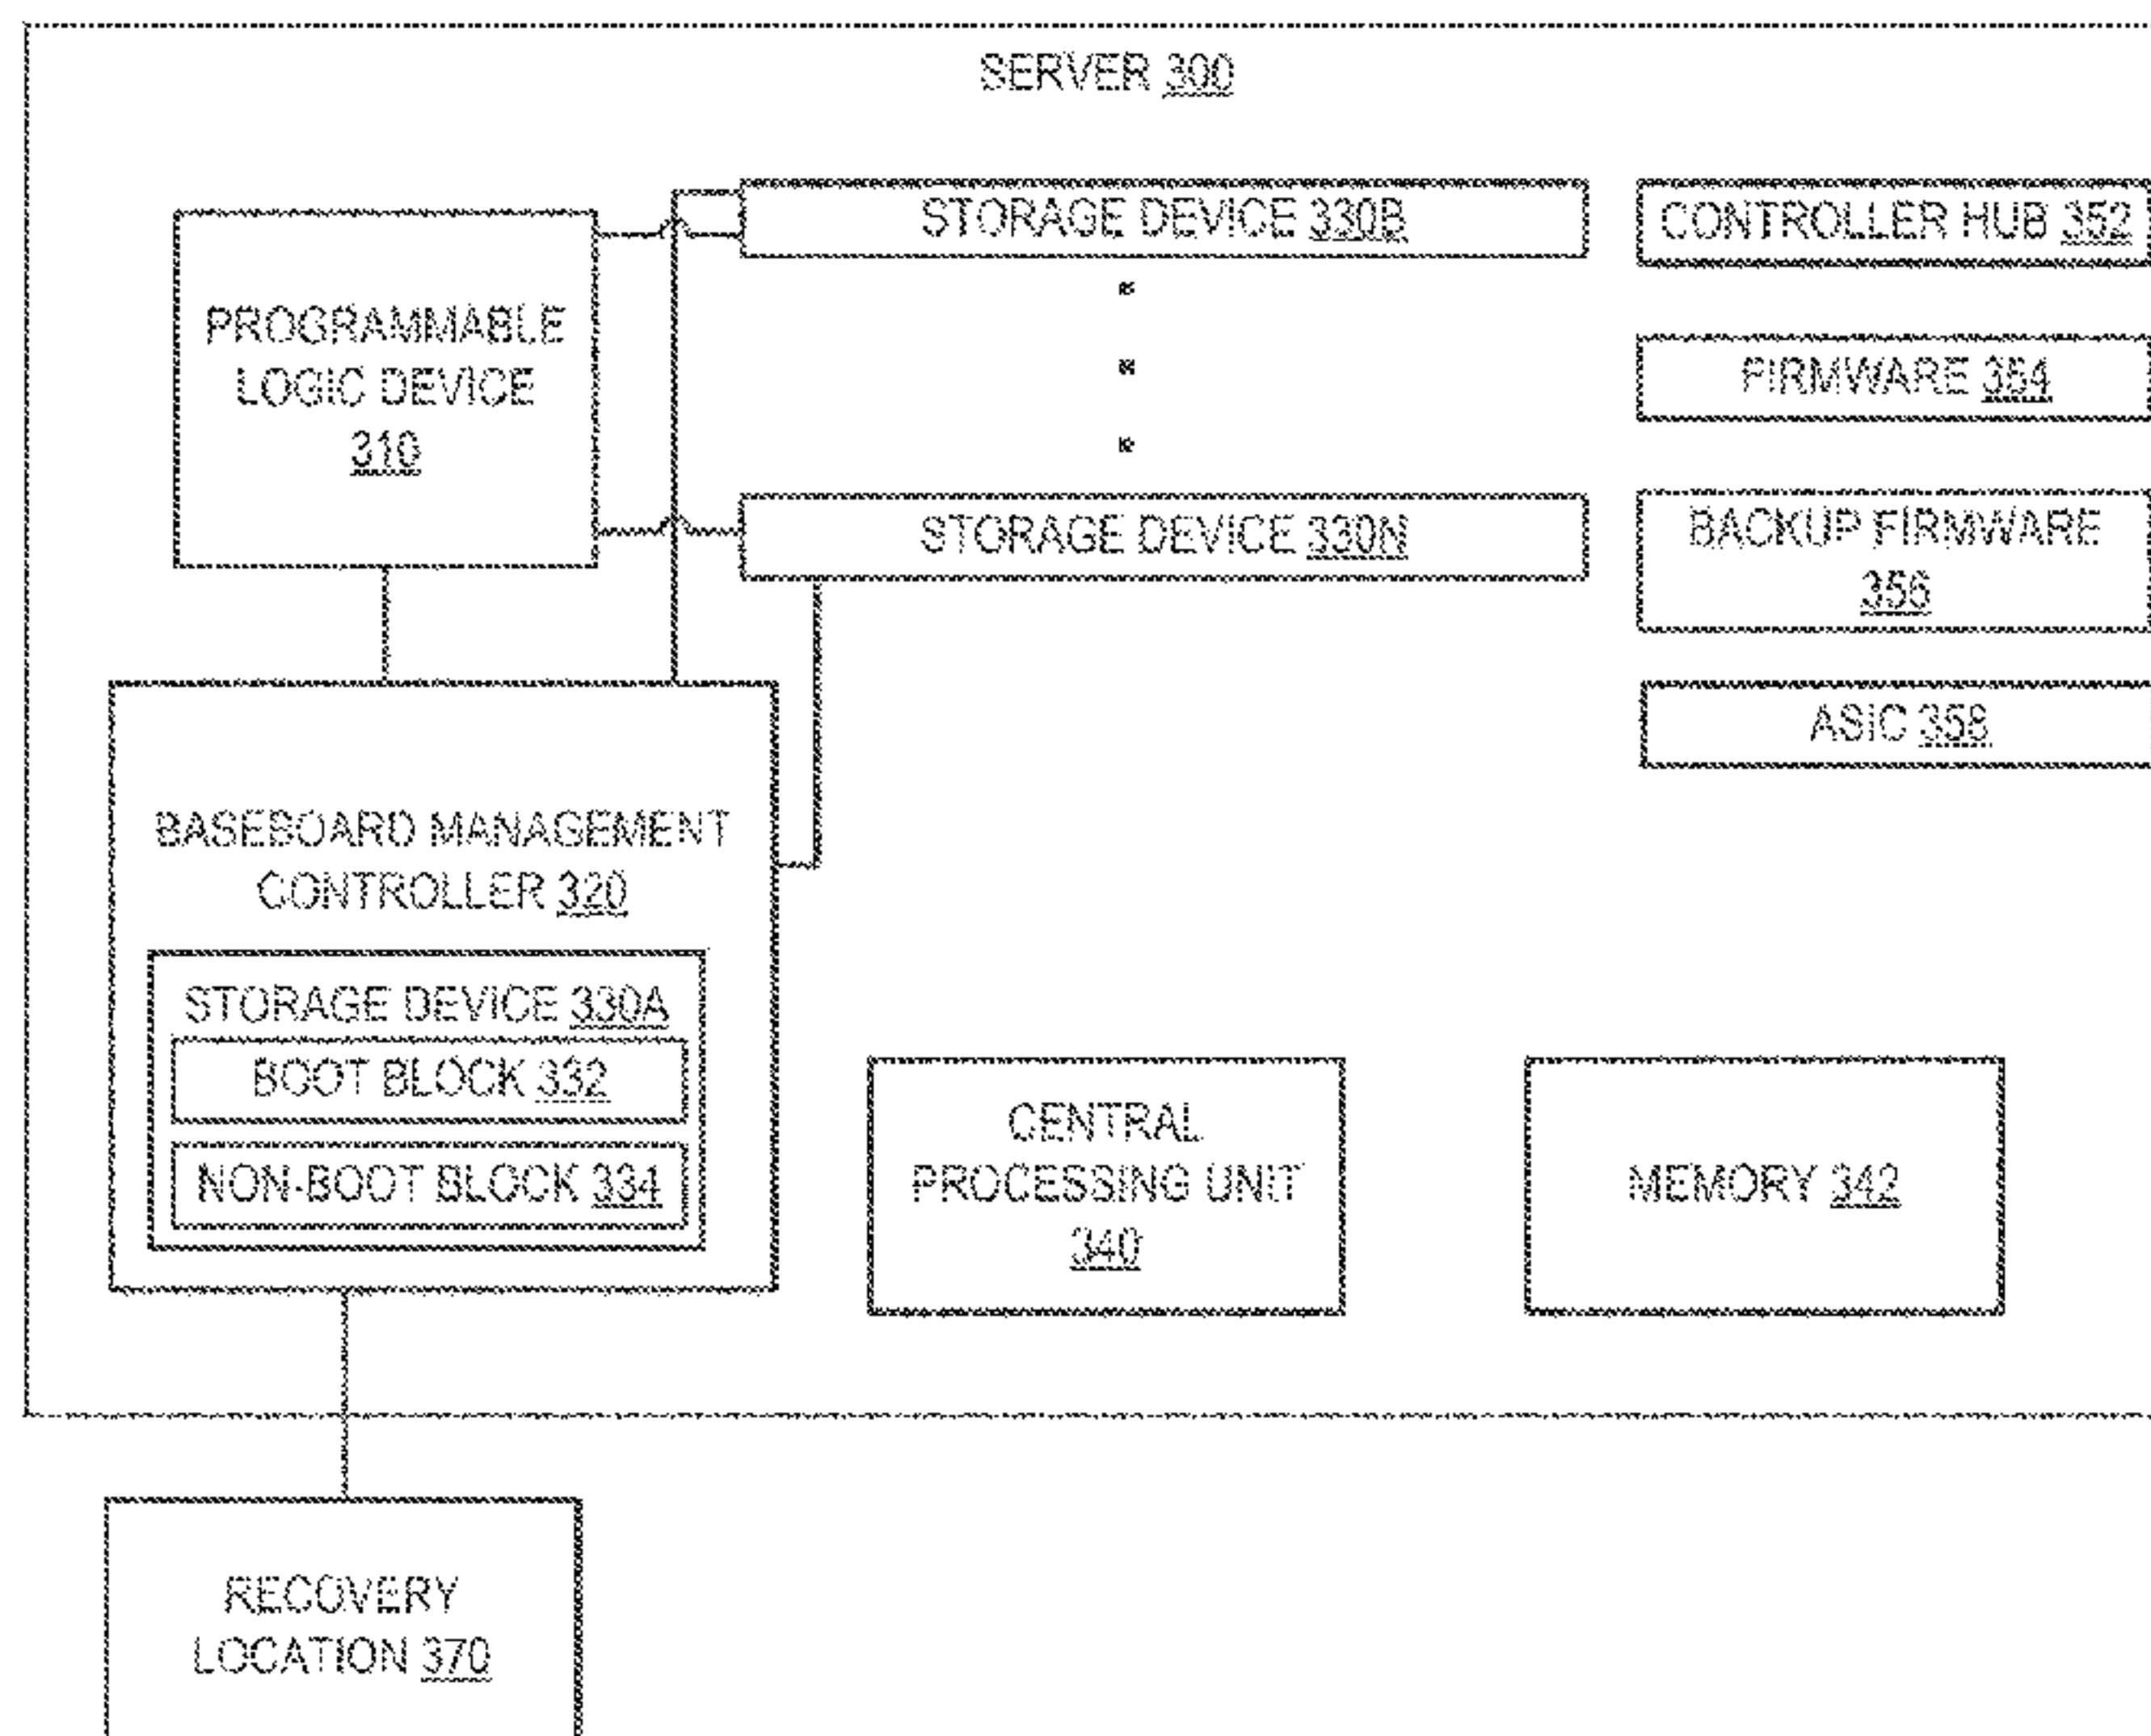 SERVER 300
STORAGE DEVICE 330B
CONTROLLER HUB 352
PROGRAMMABLE
LOGIC DEVICE
310
FIRMWARE 354
STORAGE DEVICE 330N
BACKUP FIRMWARE
356
ASIC 358
BASEBOARD MANAGEMENT
CONTROLLER 320
STORAGE DEVICE 330A
BOOT BLOCK 332
NON-BOOT BLOCK 334
CENTRAL
PROCESSING UNIT
340
MEMORY 342
RECOVERY
LOCATION 370